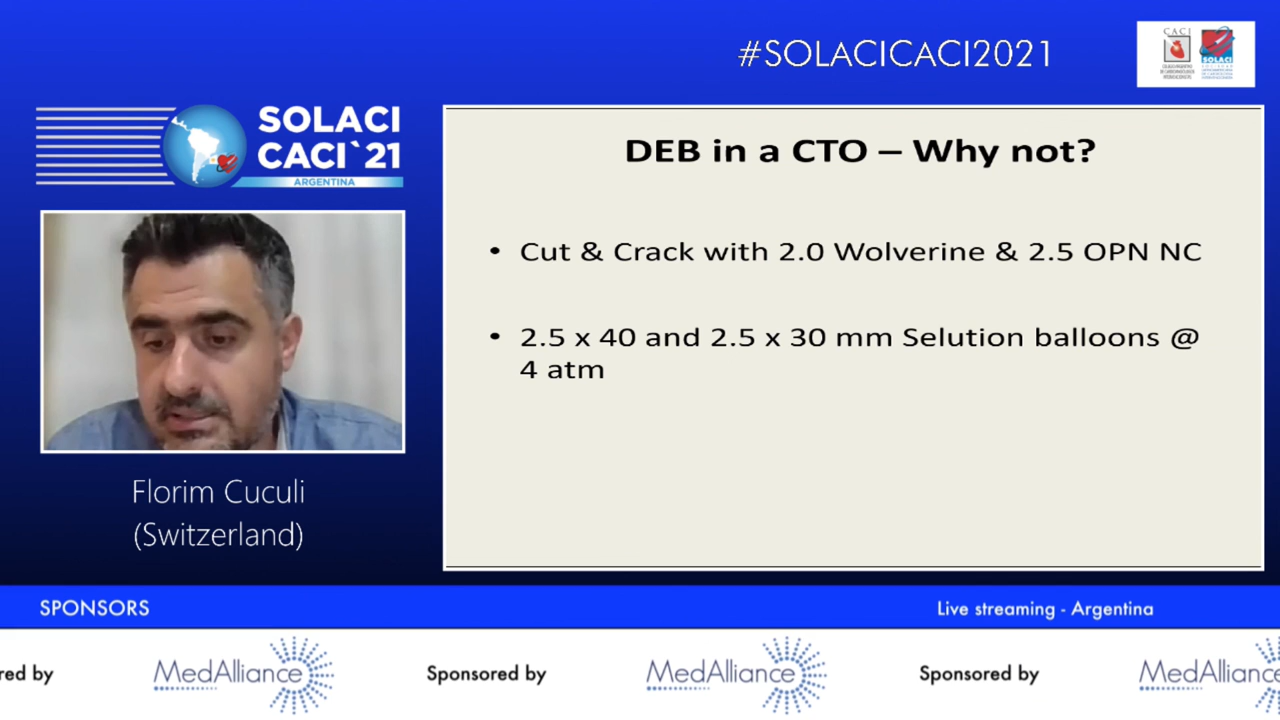 #SOLACICACI2021
CACI
SOLACI
SOLACI
CACI`21
ARGENTINA
DEB in a CTO – Why not?
• Cut & Crack with 2.0 Wolverine & 2.5 OPN NC
• 2.5 x 40 and 2.5 x 30 mm Selution balloons @
4 atm
Florim Cuculi
(Switzerland)
SPONSORS
Live streaming - Argentina
red by
MedAlliance
Sponsored by
MedAlliance
Sponsored by
MedAlliance